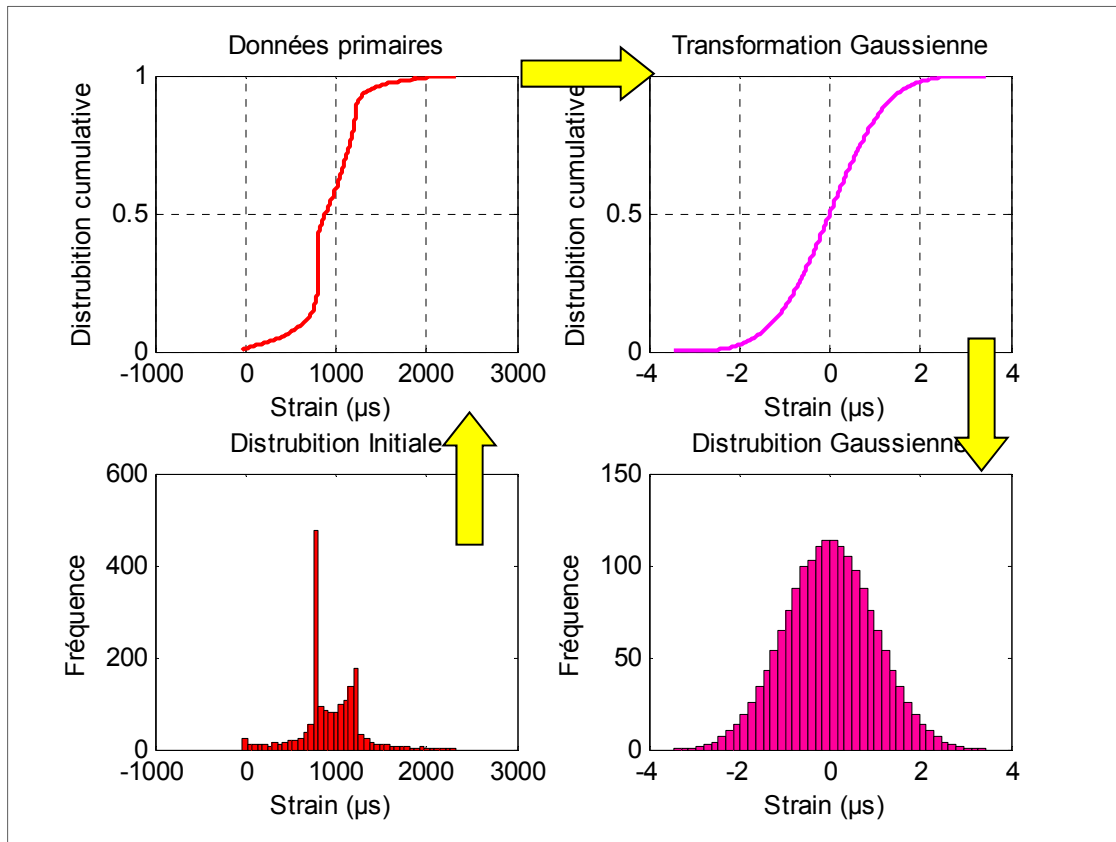 Données primaires
Distrubition cumulative
1
0.5
0
-1000 0 1000 2000 3000
Strain (µs)
Transformation Gaussienne
Distrubition cumulative
1
0.5
0
-4 -2 0 2 4
Strain (µs)
Distrubition Initiale
Fréquence
600
400
200
0
-1000 0 1000 2000 3000
Strain (µs)
Distrubition Gaussienne
Fréquence
150
100
50
0
-4 -2 0 2 4
Strain (µs)